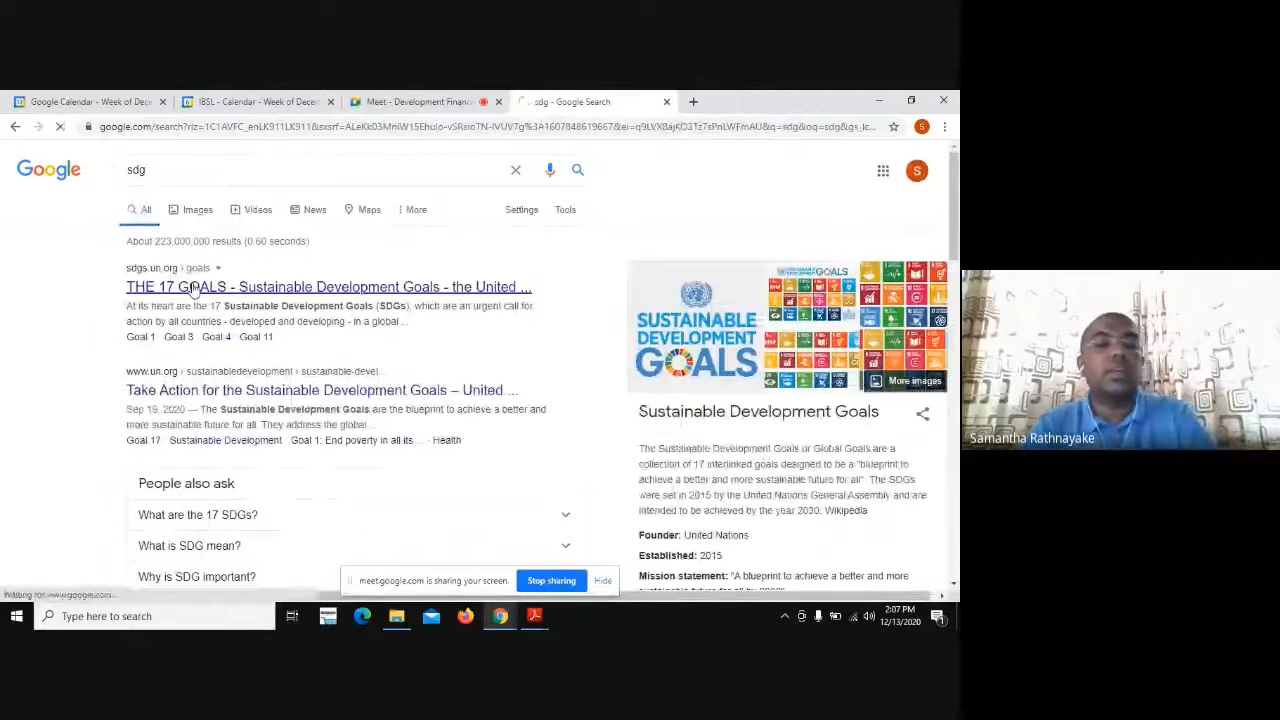 Google Calendar - Week of Dece
IBSL - Calendar - Week of Decem
Meet - Development Financ
sdg - Google Search
Google
sdg
All
Images
Videos
News
Maps
More
Settings
Tools
S
About 223,000,000 results (0.60 seconds)
sdgs.un.org › goals
THE 17 GOALS - Sustainable Development Goals - the United ...
At its heart are the 17 Sustainable Development Goals (SDGs), which are an urgent call for
action by all countries - developed and developing - in a global ...
Goal 1 Goal 3 Goal 4 Goal 11
www.un.org › sustainabledevelopment › sustainable-devel...
Take Action for the Sustainable Development Goals – United ...
Sep 19, 2020 — The Sustainable Development Goals are the blueprint to achieve a better and
more sustainable future for all. They address the global...
Goal 17 Sustainable Development Goal 1: End poverty in all its ... · Health
People also ask
What are the 17 SDGs?
What is SDG mean?
Why is SDG important?
SUSTAINABLE
DEVELOPMENT
GOALS
More images
Sustainable Development Goals
The Sustainable Development Goals or Global Goals are a
collection of 17 interlinked goals designed to be a "blueprint to
achieve a better and more sustainable future for all". The SDGs
were set in 2015 by the United Nations General Assembly and are
intended to be achieved by the year 2030. Wikipedia
Founder: United Nations
Established: 2015
Mission statement: "A blueprint to achieve a better and more
meet.google.com is sharing your screen.
Stop sharing
Hide
Waiting for www.google.com...
Type here to search
2:07 PM
12/13/2020
Samantha Rathnayake